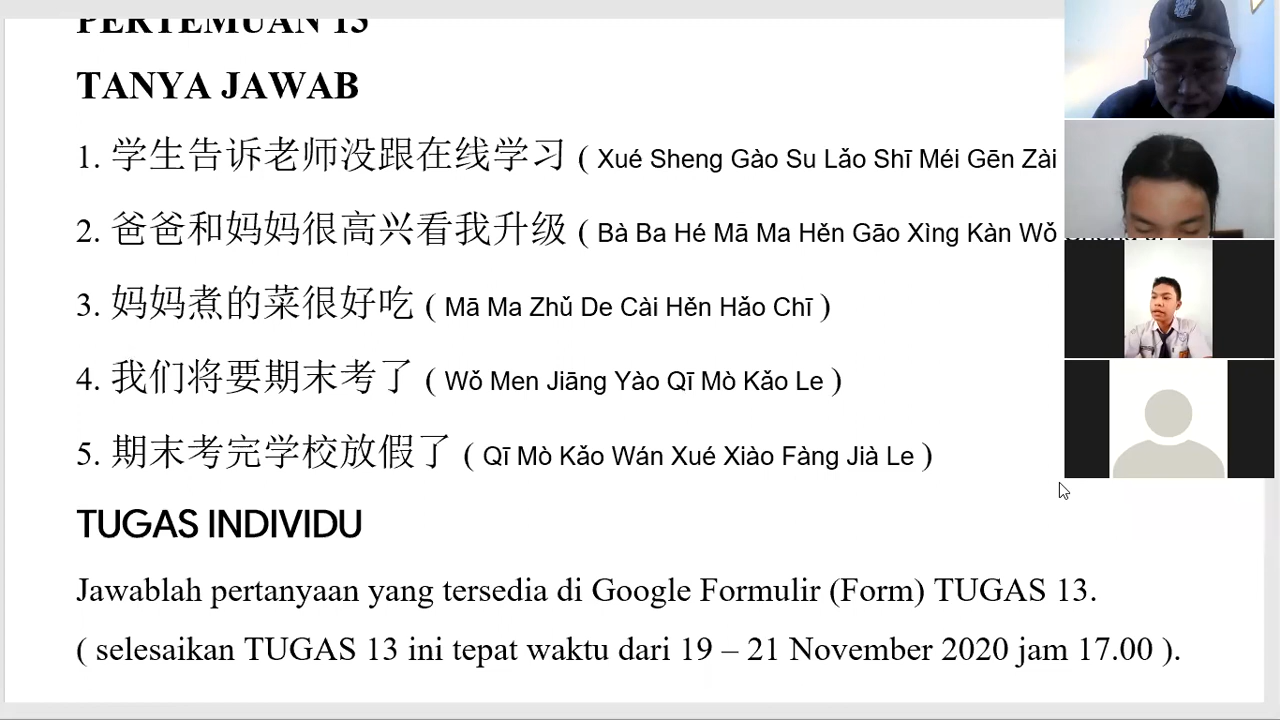 PERTEMUAN 13
TANYA JAWAB
1. 学生告诉老师没跟在线学习 ( Xué Sheng Gào Su Lǎo Shī Méi Gēn Zài
2. 爸爸和妈妈很高兴看我升级 ( Bà Ba Hé Mā Ma Hěn Gāo Xìng Kàn Wǒ
3. 妈妈煮的菜很好吃 ( Mā Ma Zhǔ De Cài Hěn Hǎo Chī )
4. 我们将要期末考了 ( Wǒ Men Jiāng Yào Qī Mò Kǎo Le )
5. 期末考完学校放假了 ( Qī Mò Kǎo Wán Xué Xiào Fàng Jià Le )
TUGAS INDIVIDU
Jawablah pertanyaan yang tersedia di Google Formulir (Form) TUGAS 13.
( selesaikan TUGAS 13 ini tepat waktu dari 19 – 21 November 2020 jam 17.00 ).